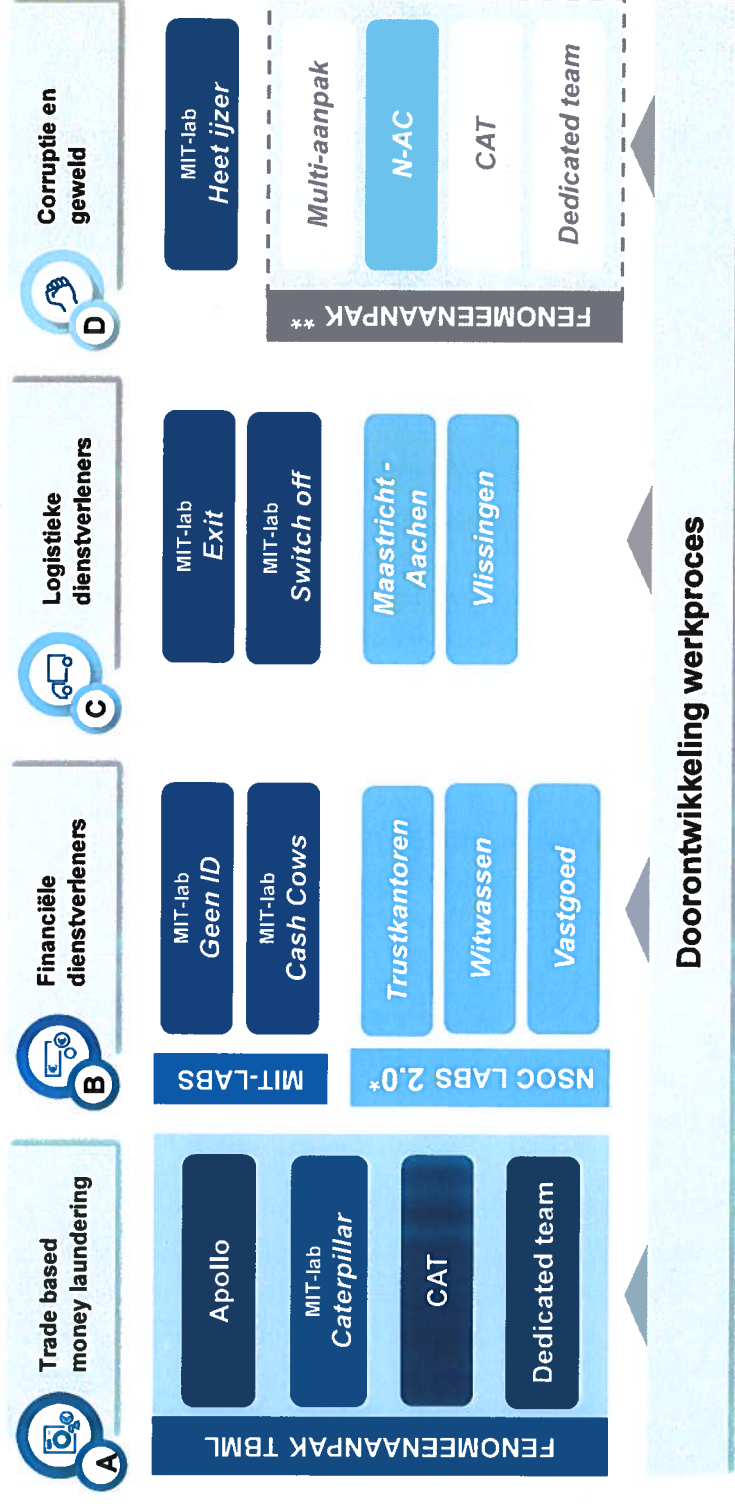 A
Trade based
money laundering
FENOMEENAANPAK TBML
Apollo
MIT-lab
Caterpillar
CAT
Dedicated team
B
Financiële
dienstverleners
MIT-LABS
MIT-lab
Geen ID
MIT-lab
Cash Cows
NSOC LABS 2.0*
Trustkantoren
Witwassen
Vastgoed
C
Logistieke
dienstverleners
MIT-lab
Exit
MIT-lab
Switch off
Maastricht -
Aachen
Vlissingen
D
Corruptie en
geweld
MIT-lab
Heet ijzer
FENOMEENAANPAK **
Multi-aanpak
N-AC
CAT
Dedicated team
Doorontwikkeling werkproces